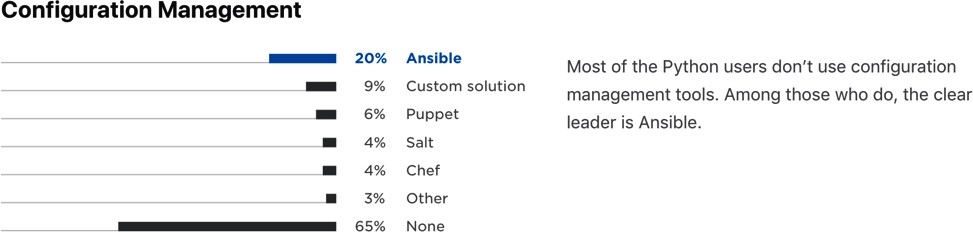 Configuration Management
20% Ansible
9% Custom solution
6% Puppet
4% Salt
4% Chef
3% Other
65% None
Most of the Python users don’t use configuration
management tools. Among those who do, the clear
leader is Ansible.